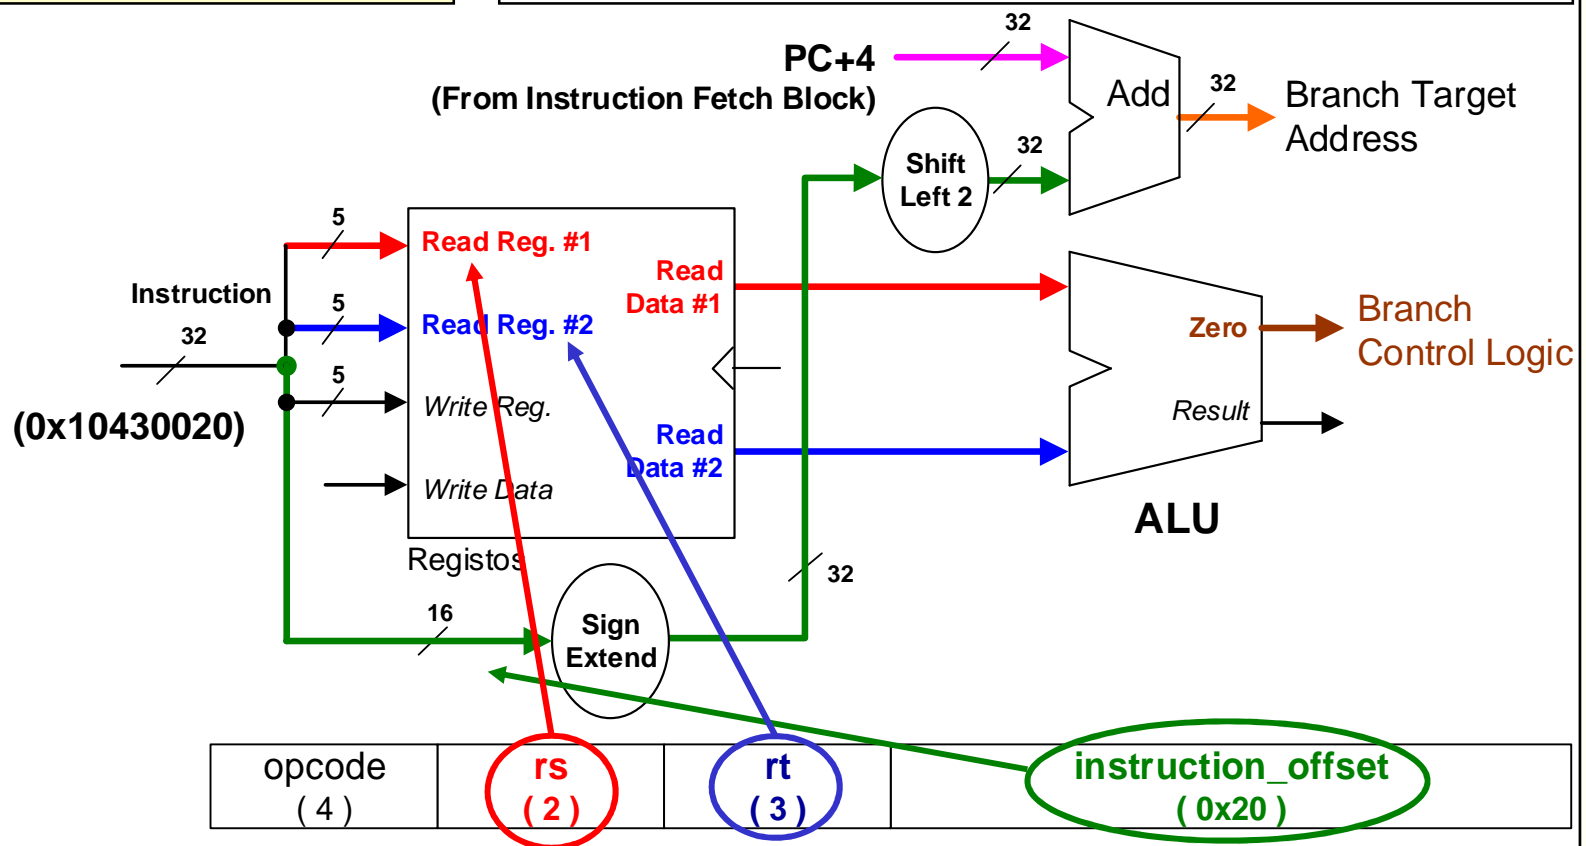 32
PC+4
(From Instruction Fetch Block)
Add
32
Branch Target
Address
Shift
Left 2
32
5
Read Reg. #1
Read
Data #1
Instruction
32
5
Read Reg. #2
Zero
Branch
Control Logic
5
Write Reg.
Result
(0x10430020)
Read
Data #2
Write Data
ALU
Registos
32
16
Sign
Extend
opcode
( 4 )
rs
( 2 )
rt
( 3 )
instruction_offset
( 0x20 )